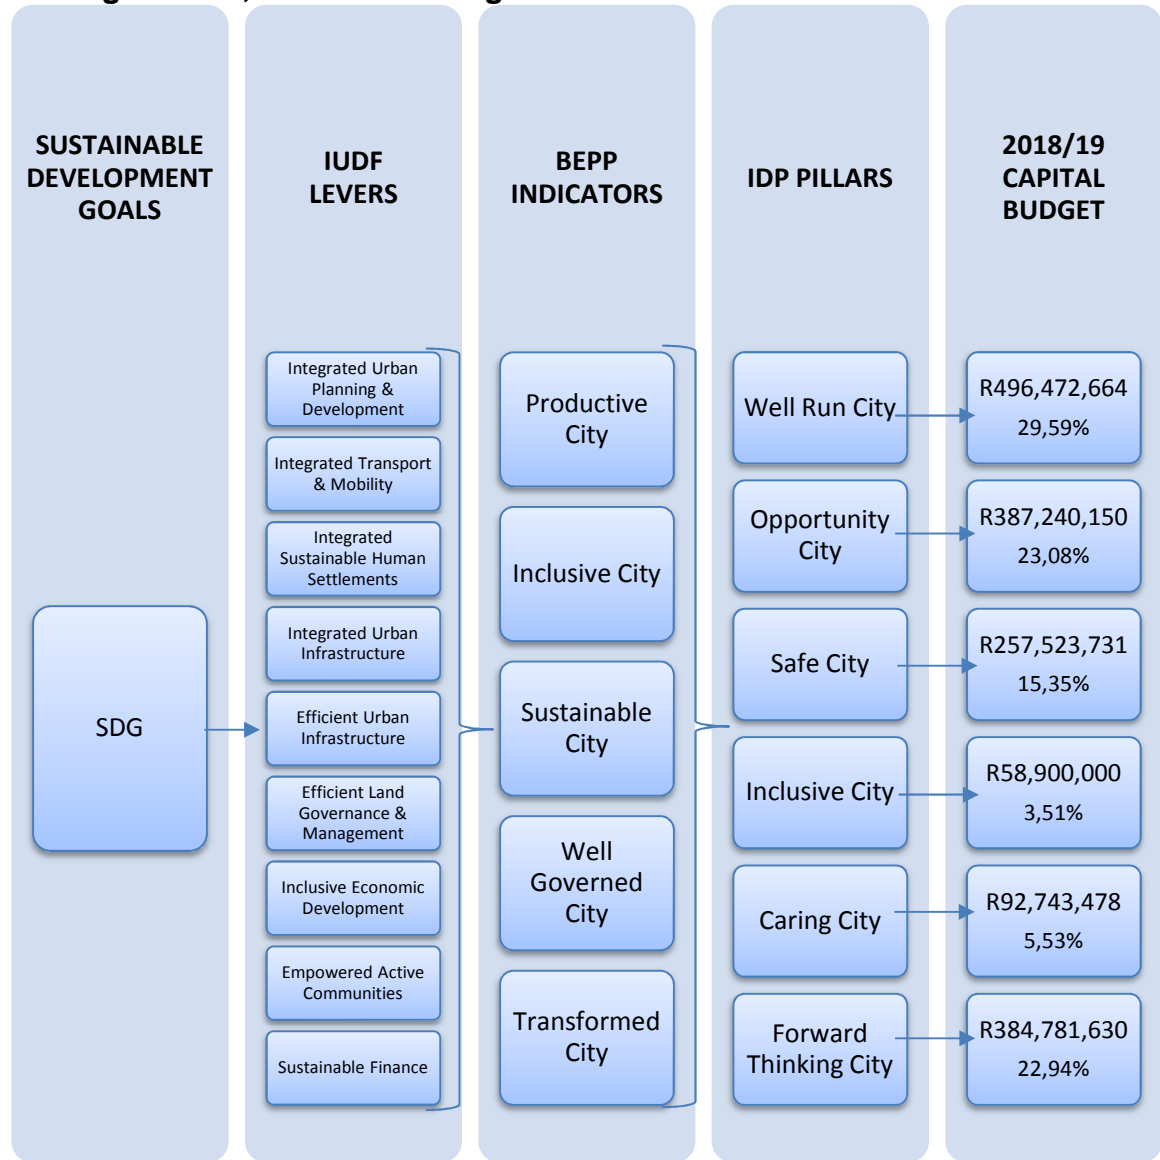 SUSTAINABLE
DEVELOPMENT
GOALS
IUDF
LEVERS
BEPP
INDICATORS
IDP PILLARS
2018/19
CAPITAL
BUDGET
SDG
Integrated Urban
Planning &
Development
Integrated Transport
& Mobility
Integrated
Sustainable Human
Settlements
Integrated Urban
Infrastructure
Efficient Urban
Infrastructure
Efficient Land
Governance &
Management
Inclusive Economic
Development
Empowered Active
Communities
Sustainable Finance
Productive
City
Inclusive City
Sustainable
City
Well
Governed
City
Transformed
City
Well Run City
Opportunity
City
Safe City
Inclusive City
Caring City
Forward
Thinking City
R496,472,664
29,59%
R387,240,150
23,08%
R257,523,731
15,35%
R58,900,000
3,51%
R92,743,478
5,53%
R384,781,630
22,94%